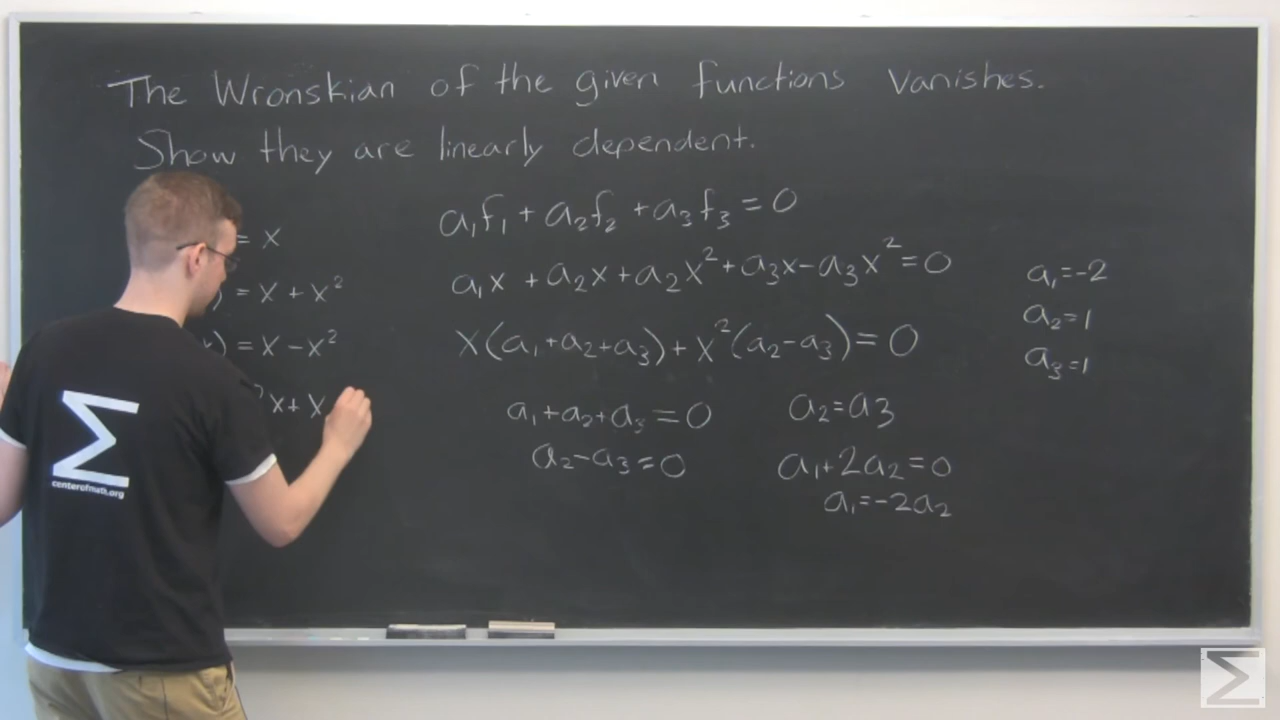 The Wronskian of the given functions vanishes.
Show they are linearly dependent.
= x
) = x + x²
) = x - x²
x + x
a₁f₁ + a₂f₂ + a₃f₃ = 0
a₁x + a₂x + a₂x² + a₃x - a₃x² = 0
x(a₁ + a₂ + a₃) + x²(a₂ - a₃) = 0
a₁ + a₂ + a₃ = 0
a₂ - a₃ = 0
a₂ = a₃
a₁ + 2a₂ = 0
a₁ = -2a₂
a₁ = -2
a₂ = 1
a₃ = 1
Σ
centerofmath.org
Σ